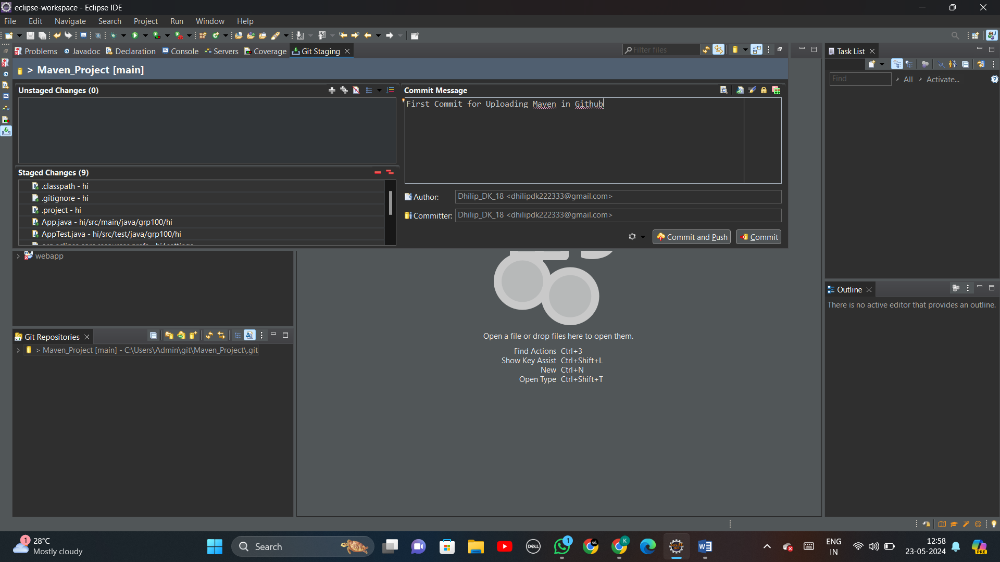 eclipse-workspace - Eclipse IDE
File Edit Navigate Search Project Run Window Help
Problems Javadoc Declaration Console Servers Coverage Git Staging
Filter files
Task List
> Maven_Project [main]
Find All Activate...
Unstaged Changes (0)
Commit Message
First Commit for Uploading Maven in Github
Staged Changes (9)
.classpath - hi
.gitignore - hi
.project - hi
App.java - hi/src/main/java/grp100/hi
AppTest.java - hi/src/test/java/grp100/hi
Author: Dhilip_DK_18 <dhilipdk222333@gmail.com>
Committer: Dhilip_DK_18 <dhilipdk222333@gmail.com>
Commit and Push Commit
webapp
Outline
There is no active editor that provides an outline.
Git Repositories
> Maven_Project [main] - C:\Users\Admin\git\Maven_Project\.git
Open a file or drop files here to open them.
Find Actions Ctrl+3
Show Key Assist Ctrl+Shift+L
New Ctrl+N
Open Type Ctrl+Shift+T
1
28°C
Mostly cloudy
Search
DELL
1
K
ENG
IN
12:58
23-05-2024
PRE